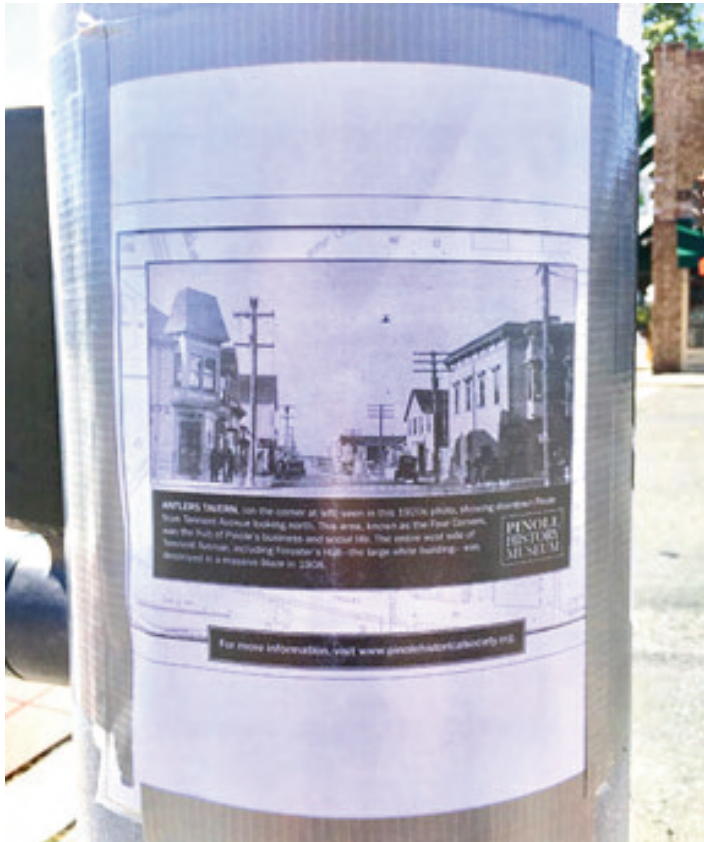 ANTLERS TAVERN, (on the corner at left) seen in this 1920s photo, showing downtown Pinole
from Tennent Avenue looking north. This area, known as the Four Corners,
was the hub of Pinole's business and social life. The entire west side of
Tennent Avenue, including Forester's Hall--the large white building-- was
destroyed in a massive blaze in 1908.
PINOLE
HISTORY
MUSEUM
For more information, visit www.pinolehistoricalsociety.org.